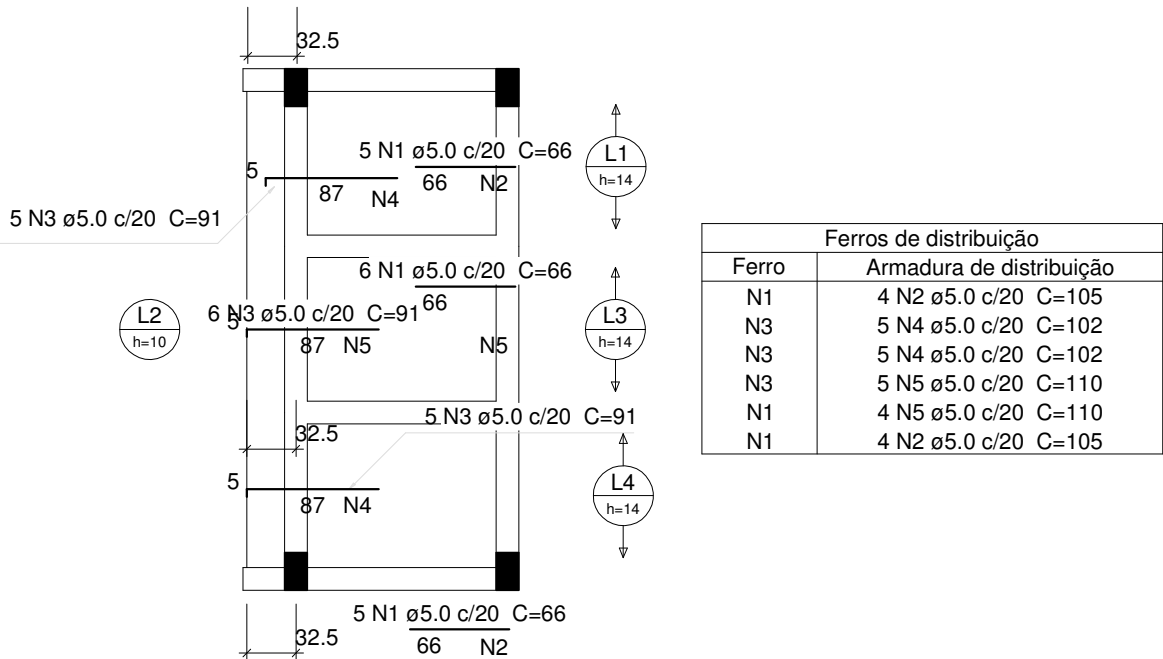 32.5
5 N1 ø5.0 c/20 C=66
66 N2
L1
h=14
5
87 N4
5 N3 ø5.0 c/20 C=91
6 N1 ø5.0 c/20 C=66
66
N5
L3
h=14
L2
h=10
6 N3 ø5.0 c/20 C=91
5
87 N5
32.5
5 N3 ø5.0 c/20 C=91
5
87 N4
L4
h=14
5 N1 ø5.0 c/20 C=66
66 N2
32.5
Ferros de distribuição
Ferro Armadura de distribuição
N1 4 N2 ø5.0 c/20 C=105
N3 5 N4 ø5.0 c/20 C=102
N3 5 N4 ø5.0 c/20 C=102
N3 5 N5 ø5.0 c/20 C=110
N1 4 N5 ø5.0 c/20 C=110
N1 4 N2 ø5.0 c/20 C=105